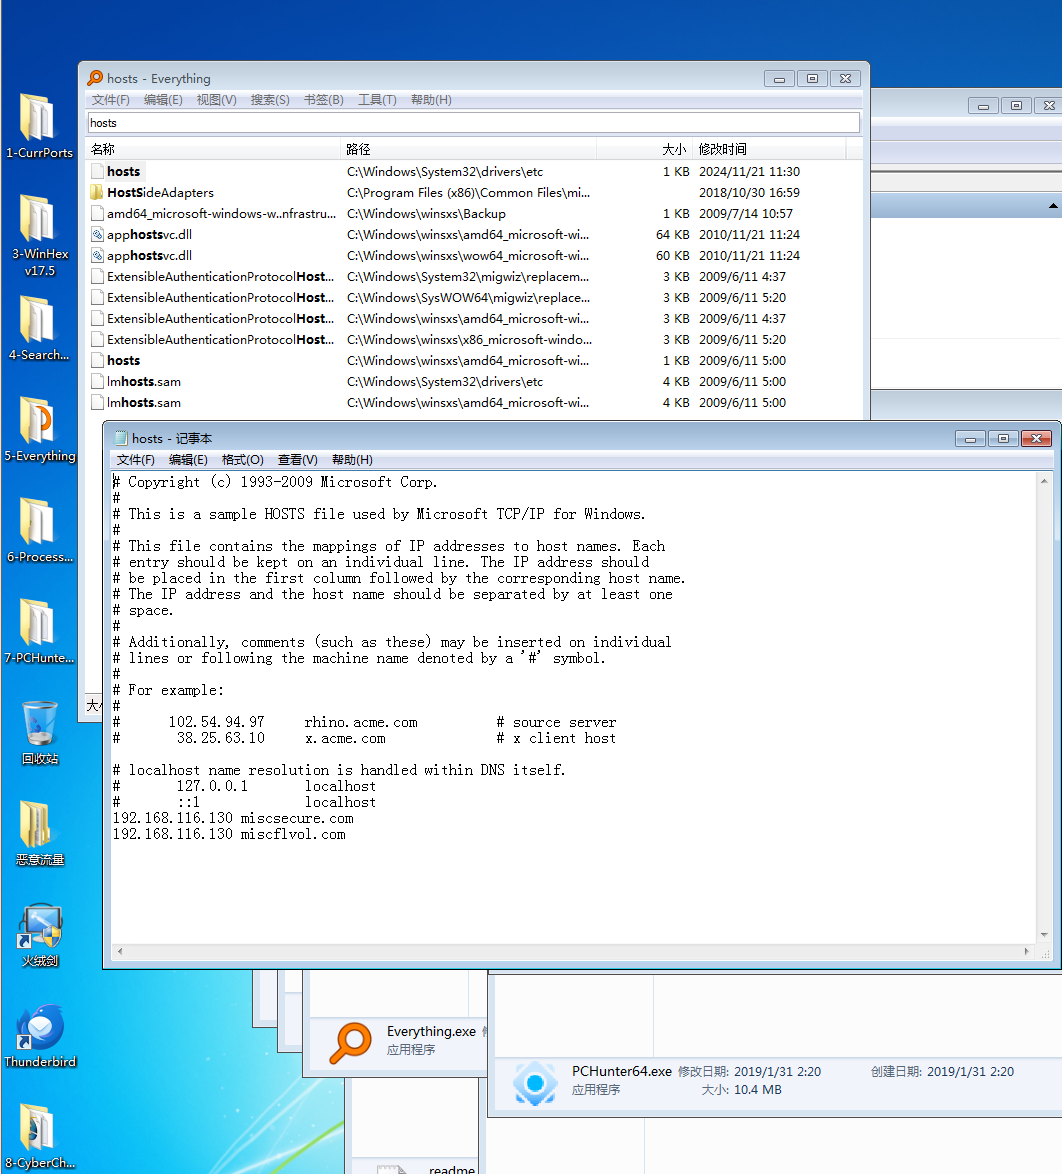 hosts - Everything
文件(F) 编辑(E) 视图(V) 搜索(S) 书签(B) 工具(T) 帮助(H)
hosts
名称 路径 大小 修改时间
hosts C:\Windows\System32\drivers\etc 1 KB 2024/11/21 11:30
HostSideAdapters C:\Program Files (x86)\Common Files\mi... 2018/10/30 16:59
amd64_microsoft-windows-w..nfrastru... C:\Windows\winsxs\Backup 1 KB 2009/7/14 10:57
apphostsvc.dll C:\Windows\winsxs\amd64_microsoft-wi... 64 KB 2010/11/21 11:24
apphostsvc.dll C:\Windows\winsxs\wow64_microsoft-wi... 60 KB 2010/11/21 11:24
ExtensibleAuthenticationProtocolHost... C:\Windows\System32\migwiz\replacem... 3 KB 2009/6/11 4:37
ExtensibleAuthenticationProtocolHost... C:\Windows\SysWOW64\migwiz\replace... 3 KB 2009/6/11 5:20
ExtensibleAuthenticationProtocolHost... C:\Windows\winsxs\amd64_microsoft-wi... 3 KB 2009/6/11 4:37
ExtensibleAuthenticationProtocolHost... C:\Windows\winsxs\x86_microsoft-windo... 3 KB 2009/6/11 5:20
hosts C:\Windows\winsxs\amd64_microsoft-wi... 1 KB 2009/6/11 5:00
lmhosts.sam C:\Windows\System32\drivers\etc 4 KB 2009/6/11 5:00
lmhosts.sam C:\Windows\winsxs\amd64_microsoft-wi... 4 KB 2009/6/11 5:00
hosts - 记事本
文件(F) 编辑(E) 格式(O) 查看(V) 帮助(H)
# Copyright (c) 1993-2009 Microsoft Corp.
#
# This is a sample HOSTS file used by Microsoft TCP/IP for Windows.
#
# This file contains the mappings of IP addresses to host names. Each
# entry should be kept on an individual line. The IP address should
# be placed in the first column followed by the corresponding host name.
# The IP address and the host name should be separated by at least one
# space.
#
# Additionally, comments (such as these) may be inserted on individual
# lines or following the machine name denoted by a '#' symbol.
#
# For example:
#
# 102.54.94.97 rhino.acme.com # source server
# 38.25.63.10 x.acme.com # x client host
# localhost name resolution is handled within DNS itself.
# 127.0.0.1 localhost
# ::1 localhost
192.168.116.130 miscsecure.com
192.168.116.130 miscflvol.com
1-CurrPorts
3-WinHex
v17.5
4-Search...
5-Everything
6-Process...
7-PCHunte...
回收站
恶意流量
火绒剑
Thunderbird
8-CyberCh...
大
Everything.exe
应用程序
PCHunter64.exe 修改日期: 2019/1/31 2:20 创建日期: 2019/1/31 2:20
应用程序 大小: 10.4 MB
readme